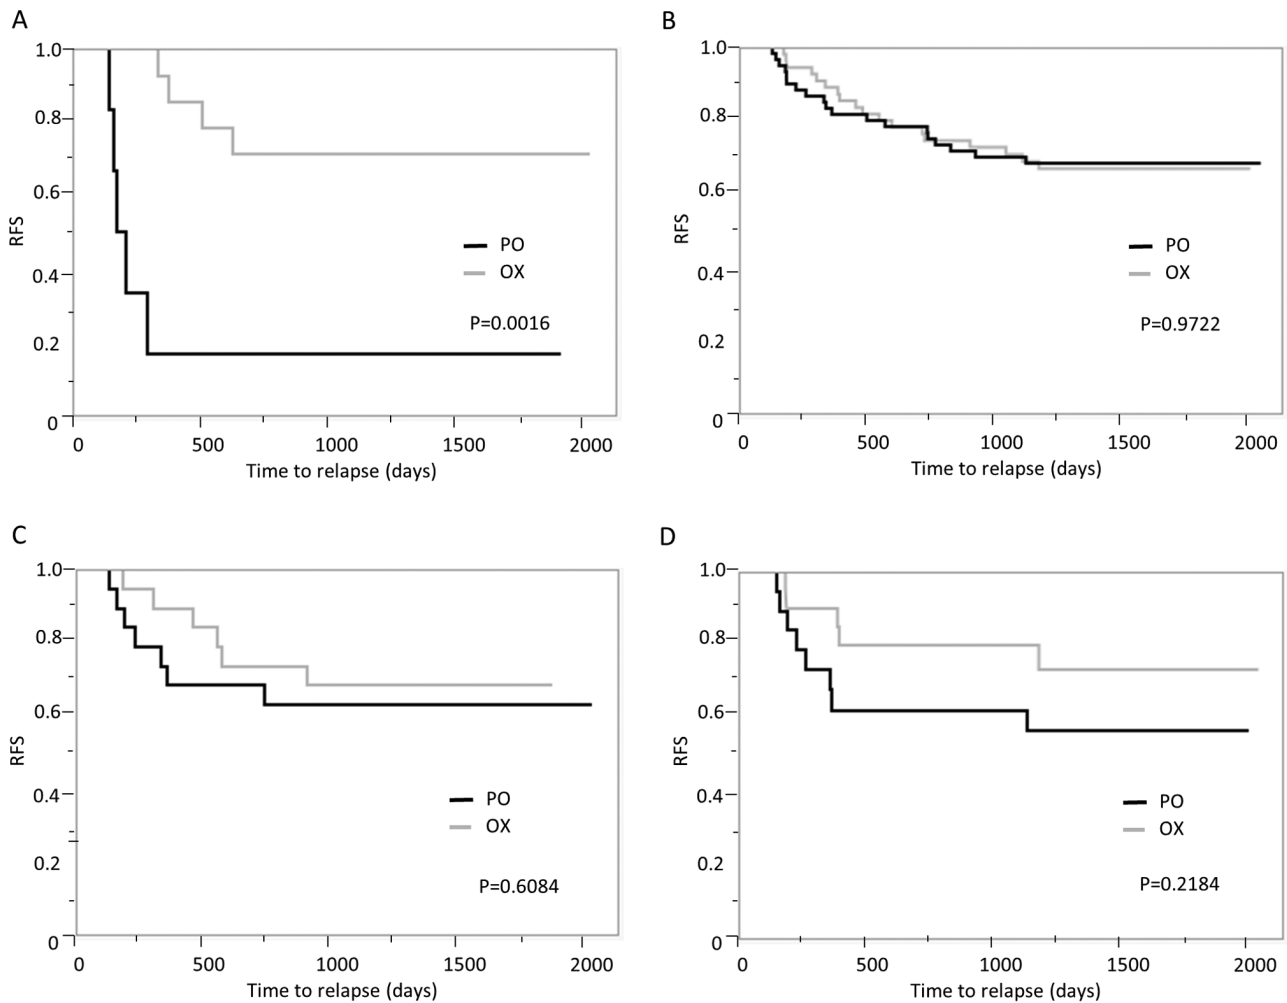 A
1.0
0.8
0.6
0.4
0.2
0
RFS
PO
OX
P=0.0016
0 500 1000 1500 2000
Time to relapse (days)
B
1.0
0.8
0.6
0.4
0.2
0
RFS
PO
OX
P=0.9722
0 500 1000 1500 2000
Time to relapse (days)
C
1.0
0.8
0.6
0.4
0.2
0
RFS
PO
OX
P=0.6084
0 500 1000 1500 2000
Time to relapse (days)
D
1.0
0.8
0.6
0.4
0.2
0
RFS
PO
OX
P=0.2184
0 500 1000 1500 2000
Time to relapse (days)